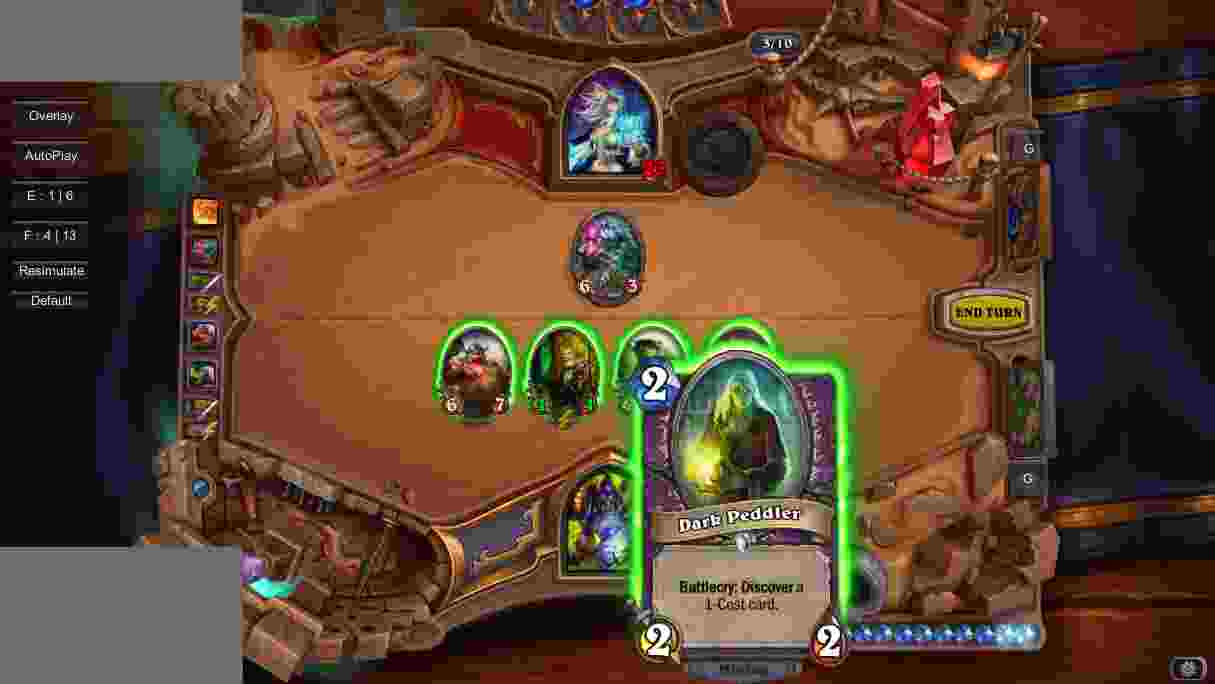 3/10
Overlay
AutoPlay
E : 1 | 6
F : 4 | 13
Resimulate
Default
G
6
3
END TURN
6
7
2
Dark Peddler
Battlecry: Discover a
1-Cost card.
2
2
G